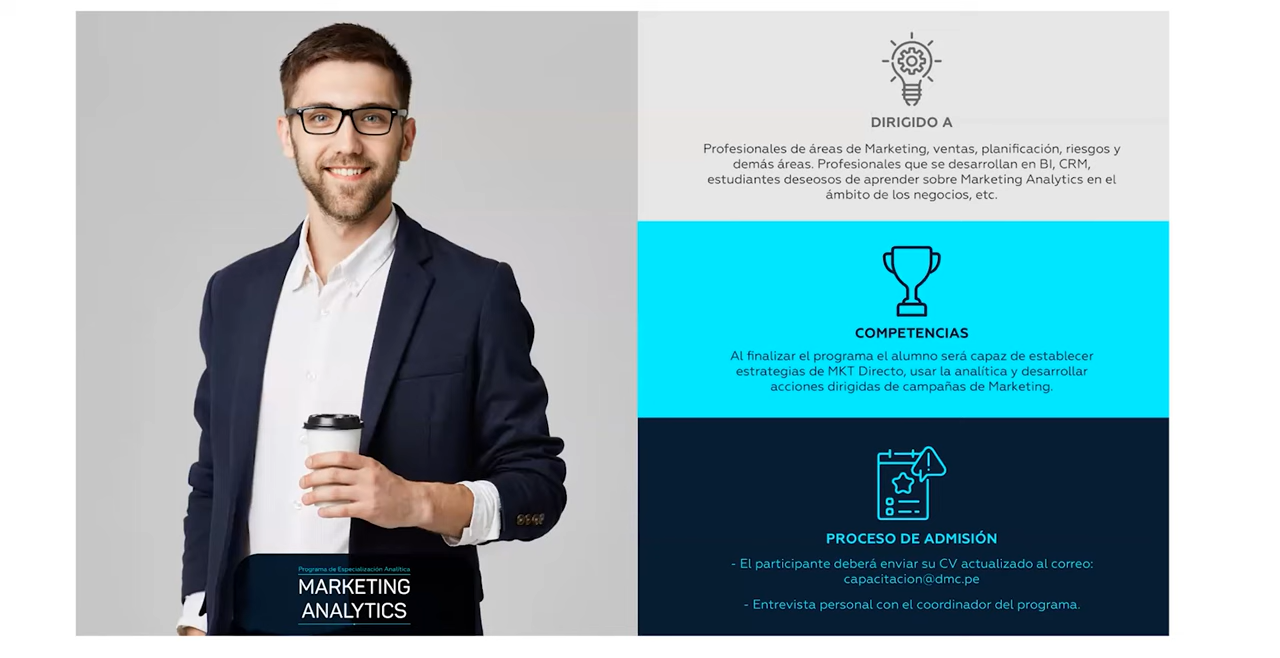 Programa de Especialización Analítica
MARKETING
ANALYTICS
DIRIGIDO A
Profesionales de áreas de Marketing, ventas, planificación, riesgos y
demás áreas. Profesionales que se desarrollan en BI, CRM,
estudiantes deseosos de aprender sobre Marketing Analytics en el
ámbito de los negocios, etc.
COMPETENCIAS
Al finalizar el programa el alumno será capaz de establecer
estrategias de MKT Directo, usar la analítica y desarrollar
acciones dirigidas de campañas de Marketing.
PROCESO DE ADMISIÓN
- El participante deberá enviar su CV actualizado al correo:
capacitacion@dmc.pe
- Entrevista personal con el coordinador del programa.